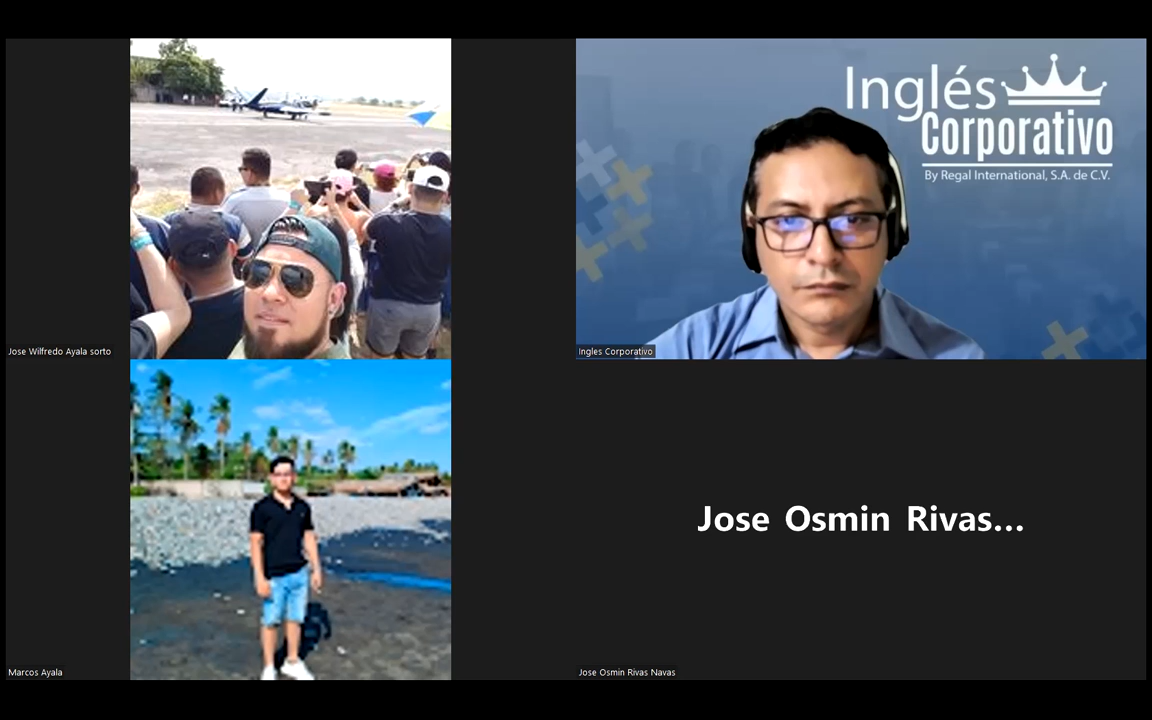 Inglés
Corporativo
By Regal International, S.A. de C.V.
Jose Wilfredo Ayala sorto
Ingles Corporativo
Jose Osmin Rivas...
Marcos Ayala
Jose Osmin Rivas Navas